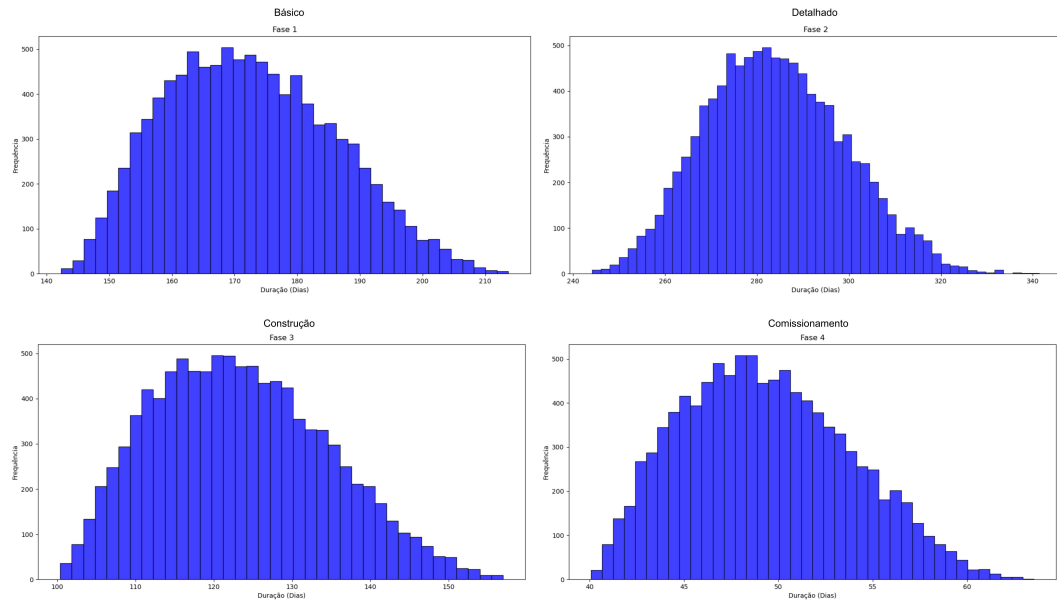 Básico
Fase 1
Frequência
500
400
300
200
100
0
140 150 160 170 180 190 200 210
Duração (Dias)
Detalhado
Fase 2
Frequência
500
400
300
200
100
0
240 260 280 300 320 340
Duração (Dias)
Construção
Fase 3
Frequência
500
400
300
200
100
0
100 110 120 130 140 150
Duração (Dias)
Comissionamento
Fase 4
Frequência
500
400
300
200
100
0
40 45 50 55 60
Duração (Dias)